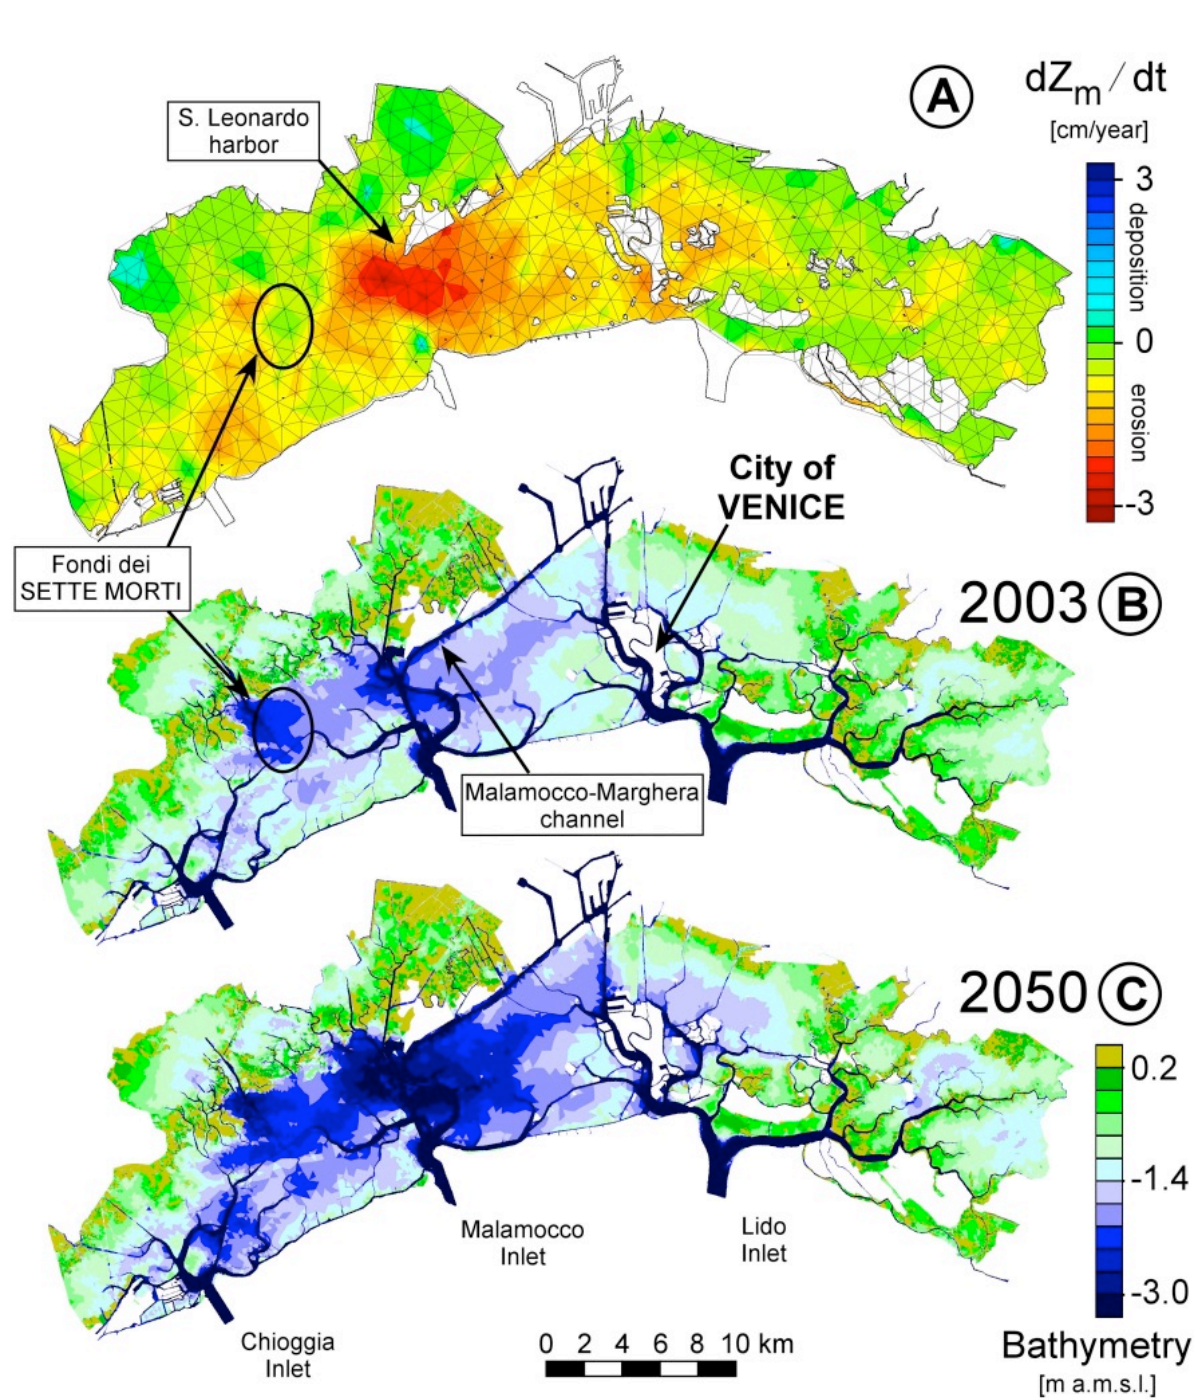 A
dZm / dt
[cm/year]
S. Leonardo
harbor
3
deposition
0
erosion
-3
City of
VENICE
Fondi dei
SETTE MORTI
2003 B
Malamocco-Marghera
channel
2050 C
0.2
-1.4
-3.0
Malamocco
Inlet
Lido
Inlet
Chioggia
Inlet
0 2 4 6 8 10 km
Bathymetry
[m a.m.s.l.]